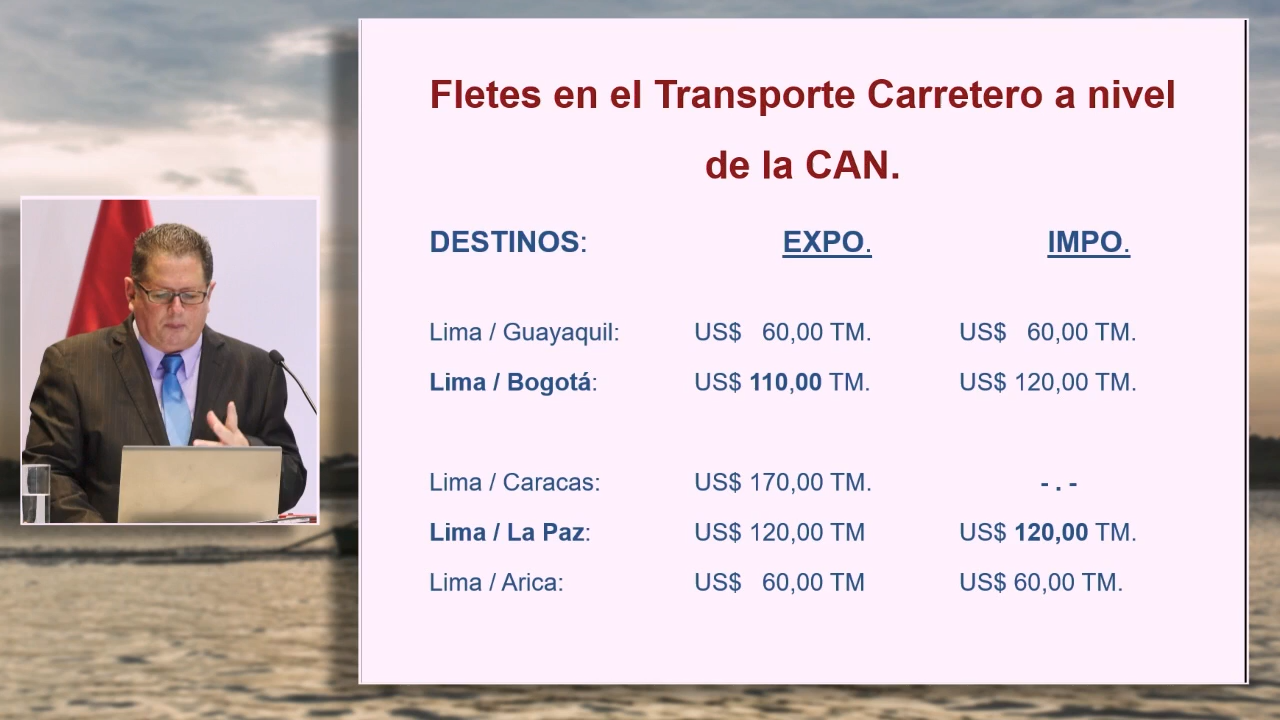 Fletes en el Transporte Carretero a nivel
de la CAN.
DESTINOS: EXPO. IMPO.
Lima / Guayaquil: US$ 60,00 TM. US$ 60,00 TM.
Lima / Bogotá: US$ 110,00 TM. US$ 120,00 TM.
Lima / Caracas: US$ 170,00 TM. - . -
Lima / La Paz: US$ 120,00 TM US$ 120,00 TM.
Lima / Arica: US$ 60,00 TM US$ 60,00 TM.